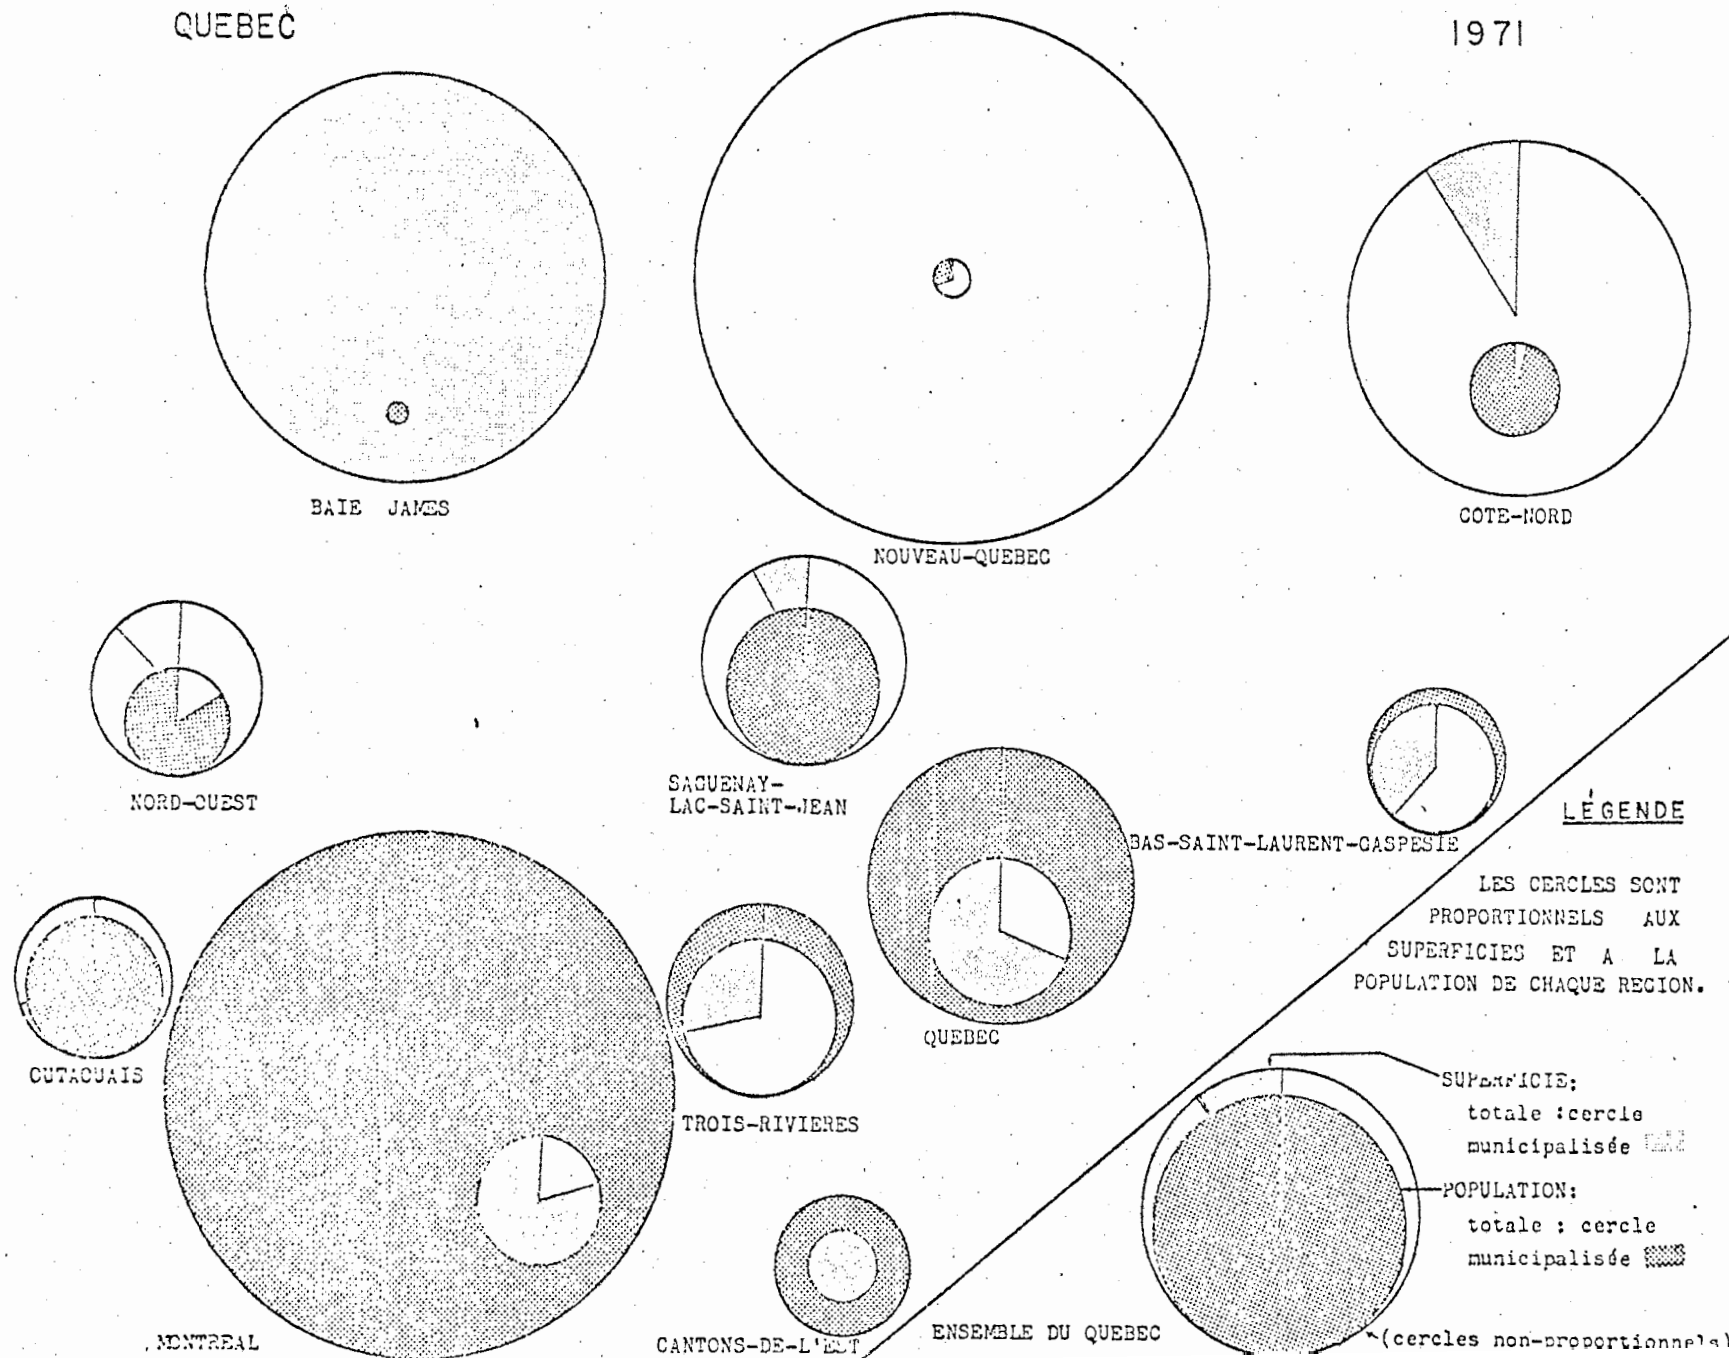 QUEBEC
1971
BAIE JAMES
NOUVEAU-QUEBEC
COTE-NORD
NORD-OUEST
SAGUENAY-
LAC-SAINT-JEAN
BAS-SAINT-LAURENT-GASPESIE
OUTAOUAIS
MONTREAL
TROIS-RIVIERES
QUEBEC
CANTONS-DE-L'EST
LÉGENDE
LES CERCLES SONT
PROPORTIONNELS AUX
SUPERFICIES ET A LA
POPULATION DE CHAQUE REGION.
SUPERFICIE:
totale :cercle
municipalisée
POPULATION:
totale : cercle
municipalisée
ENSEMBLE DU QUEBEC
(cercles non-proportionnels)